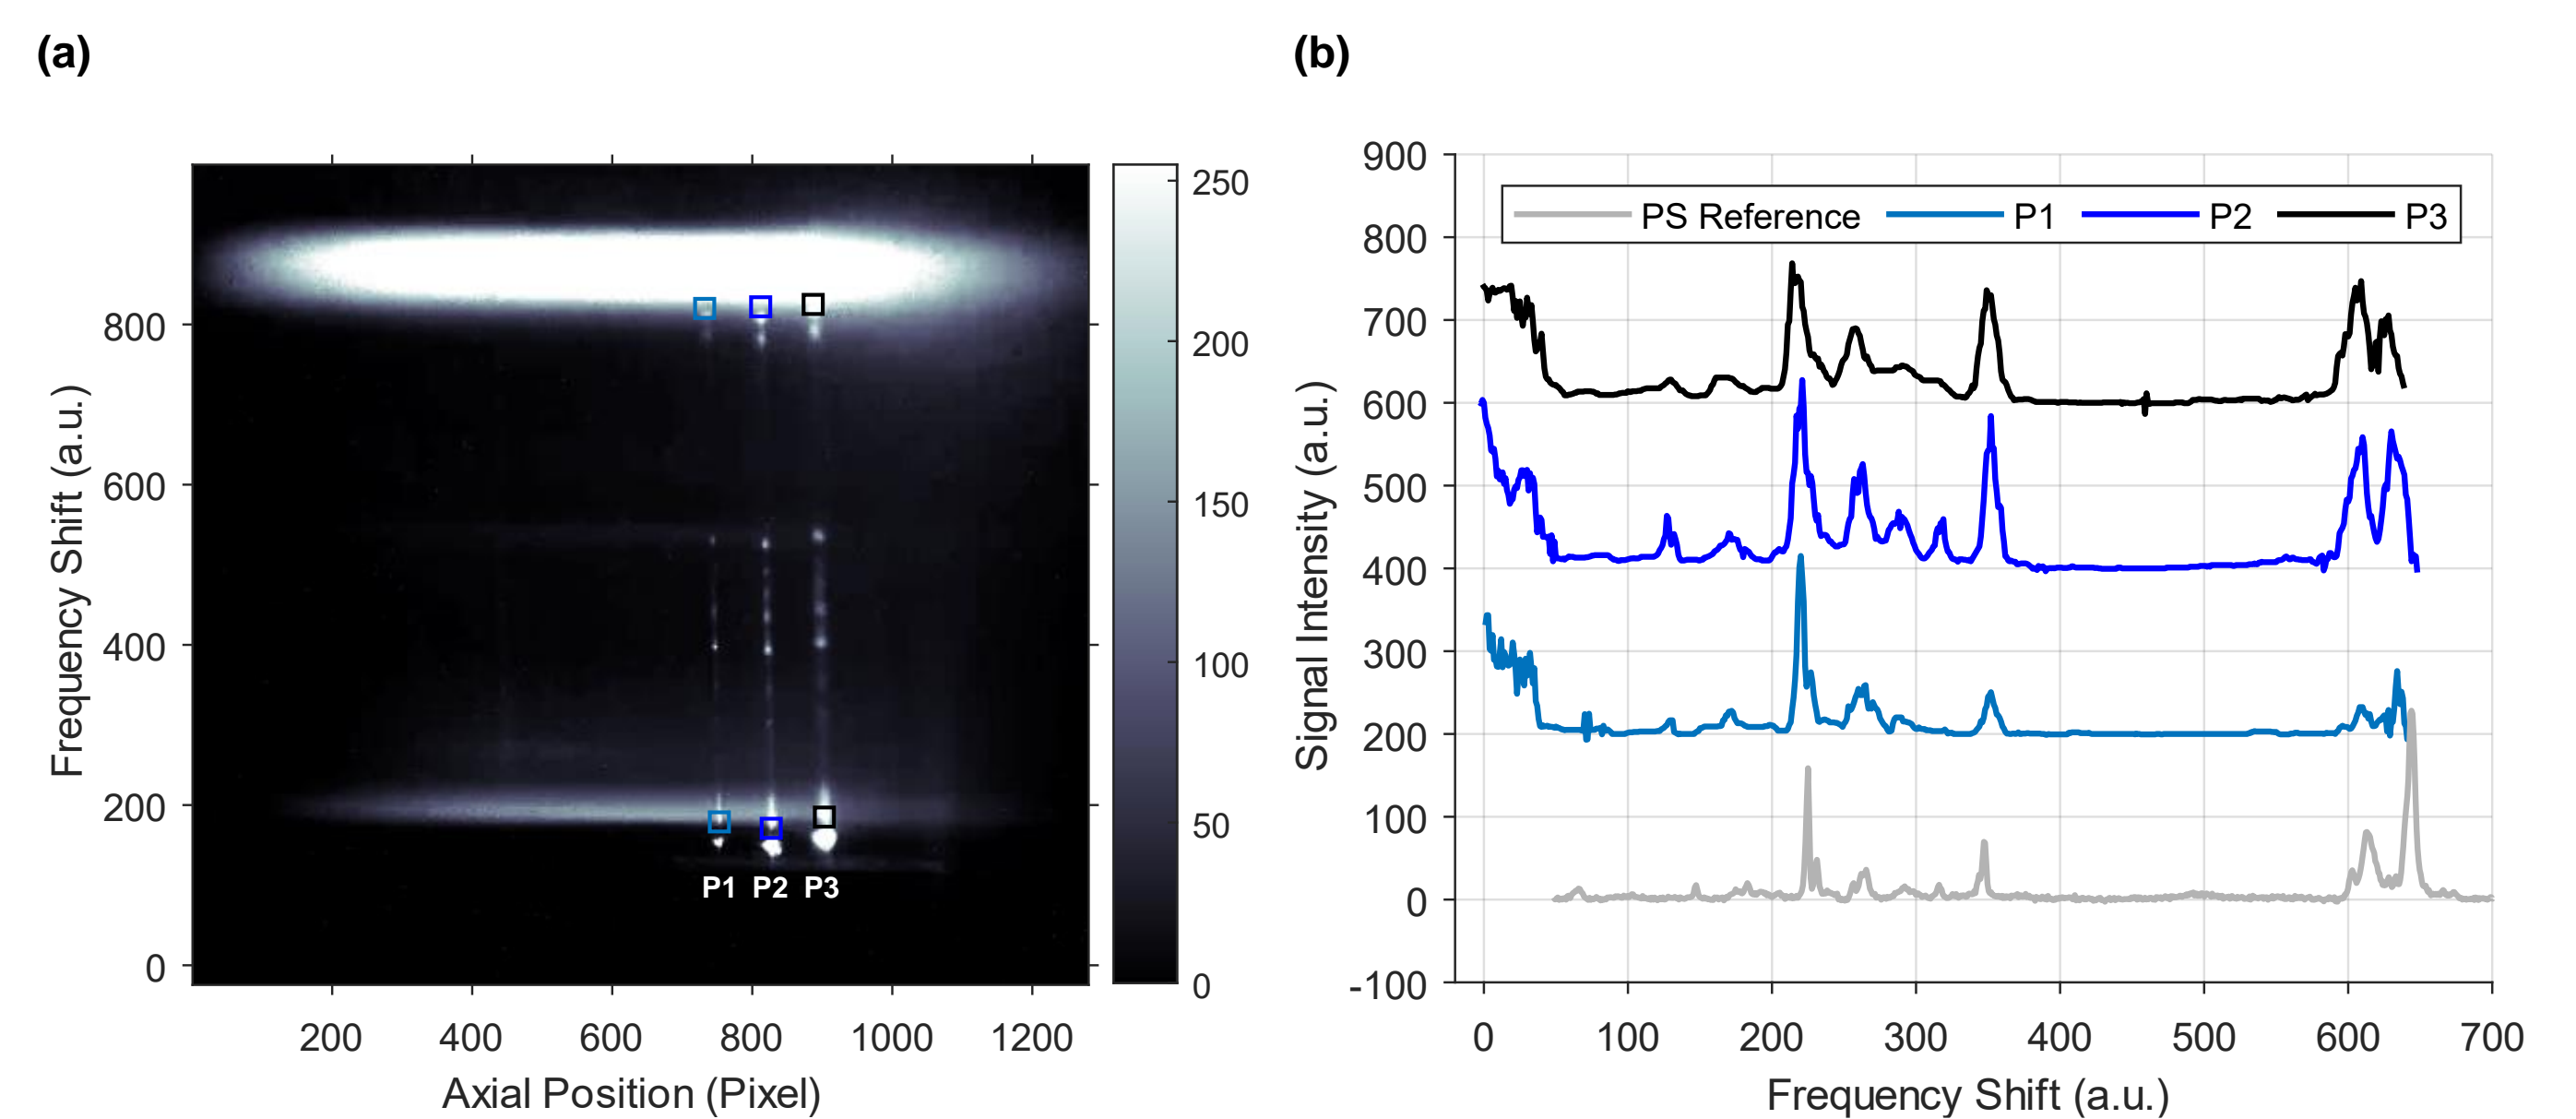 (a)
800
600
400
200
0
200 400 600 800 1000 1200
Frequency Shift (a.u.)
Axial Position (Pixel)
P1 P2 P3
250
200
150
100
50
0
(b)
900
800
700
600
500
400
300
200
100
0
-100
0 100 200 300 400 500 600 700
Signal Intensity (a.u.)
Frequency Shift (a.u.)
PS Reference P1 P2 P3